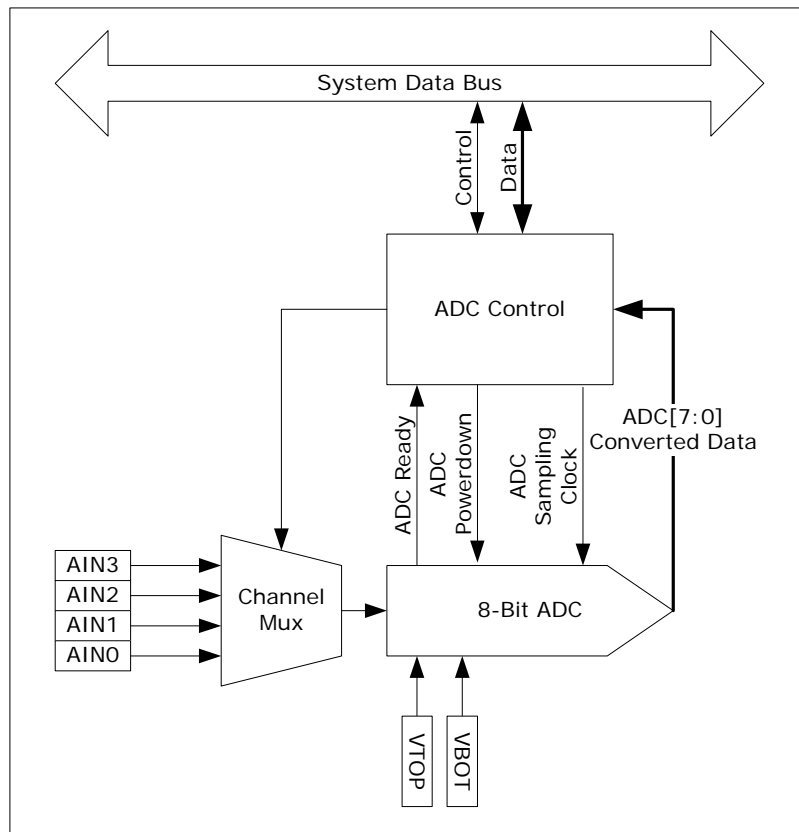 System Data Bus
Control
Data
ADC Control
ADC Ready
ADC
Powerdown
ADC
Sampling
Clock
ADC[7:0]
Converted Data
AIN3
AIN2
AIN1
AIN0
Channel
Mux
8-Bit ADC
VTOP
VBOT